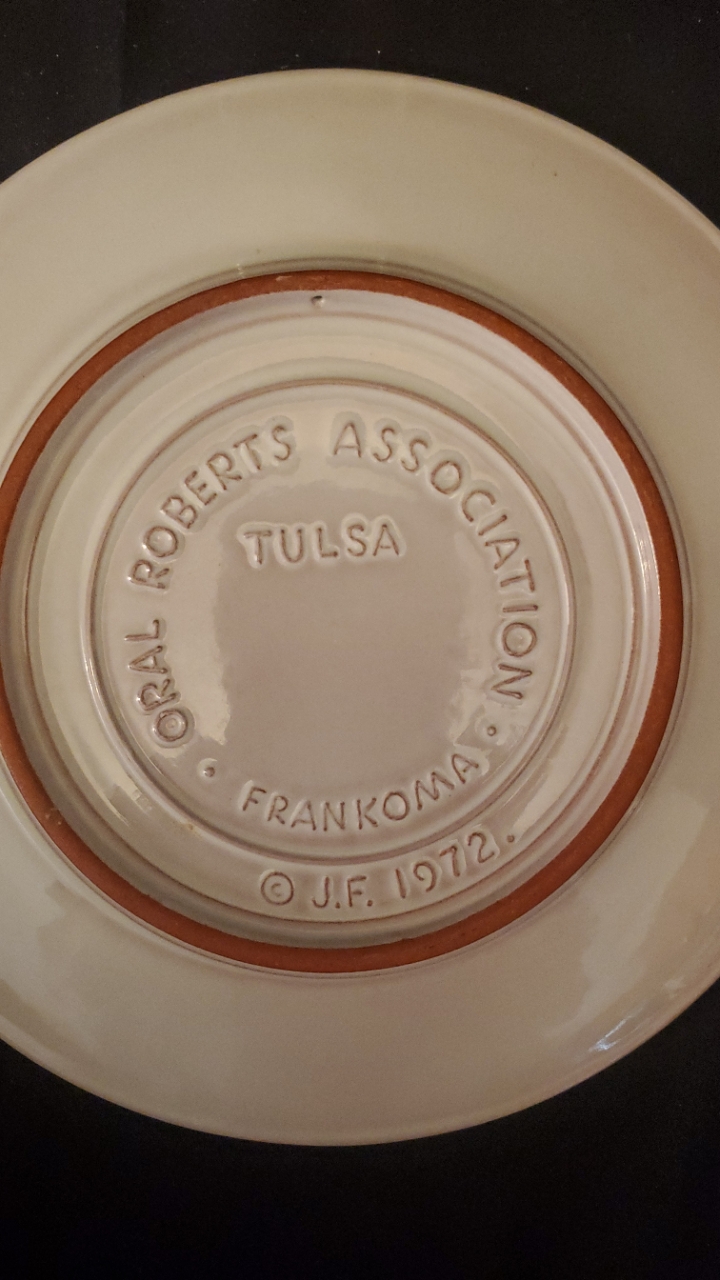 ORAL ROBERTS ASSOCIATION
TULSA
• FRANKOMA •
© J.F. 1972.